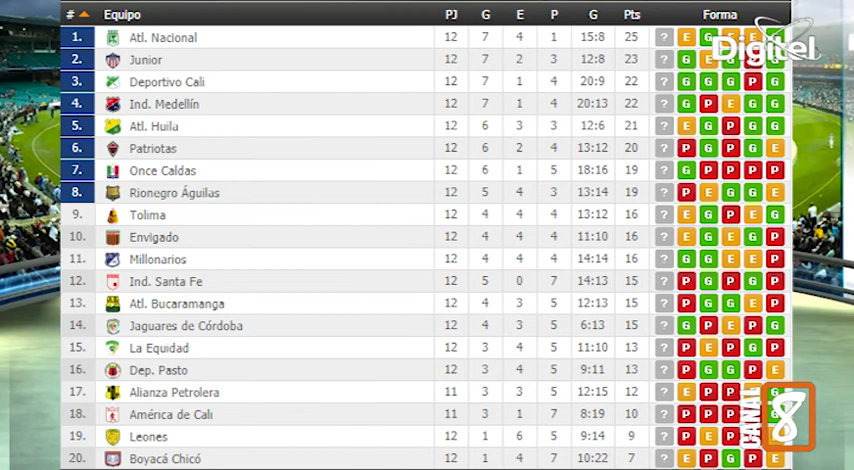 # Equipo PJ G E P G Pts Forma
1. Atl. Nacional 12 7 4 1 15:8 25 ? E G E E G
Digitel
2. Junior 12 7 2 3 12:8 23 ? G E G P G
3. Deportivo Cali 12 7 1 4 20:9 22 ? G G G P G
4. Ind. Medellín 12 7 1 4 20:13 22 ? G P E G G
5. Atl. Huila 12 6 3 3 12:6 21 ? E G P G G
6. Patriotas 12 6 2 4 13:12 20 ? P G P G E
7. Once Caldas 12 6 1 5 18:16 19 ? G P P P P
8. Rionegro Águilas 12 5 4 3 13:14 19 ? P E G G E
9. Tolima 12 4 4 4 13:12 16 ? E G P E G
10. Envigado 12 4 4 4 11:10 16 ? E G E G P
11. Millonarios 12 4 4 4 14:14 16 ? G G E E P
12. Ind. Santa Fe 12 5 0 7 14:13 15 ? P G P G P
13. Atl. Bucaramanga 12 4 3 5 12:13 15 ? P G G E P
14. Jaguares de Córdoba 12 4 3 5 6:13 15 ? G P E P G
15. La Equidad 12 3 4 5 11:10 13 ? P E P G P
16. Dep. Pasto 12 3 4 5 9:11 13 ? P G G P E
17. Alianza Petrolera 11 3 3 5 12:15 12 ? E P P E G
18. América de Cali 11 3 1 7 8:19 10 ? P P P
19. Leones 12 1 6 5 9:14 9 ? P E P
20. Boyacá Chicó 12 1 4 7 10:22 7 ? E P G P E
CANAL 8